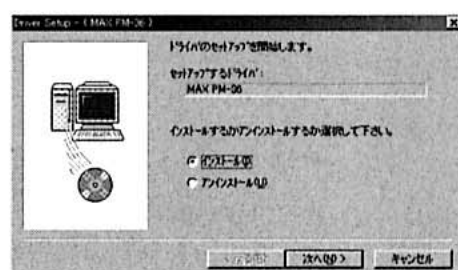 Driver Setup - ( MAX PM-36 )
ドライバのセットアップを開始します。
セットアップするドライバ:
MAX PM-36
インストールするかアンインストールするか選択して下さい。
インストール(I)
アンインストール(U)
次へ(N) >
キャンセル